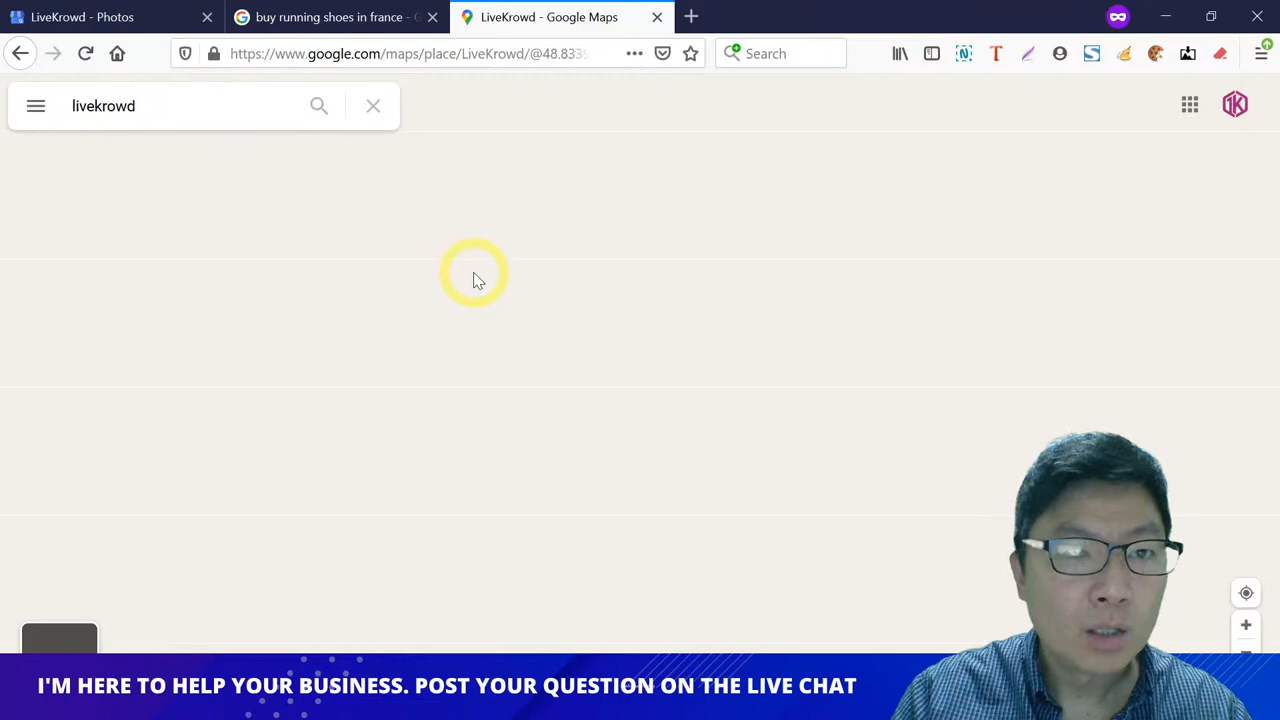 LiveKrowd - Photos
buy running shoes in france - G
LiveKrowd - Google Maps
https://www.google.com/maps/place/LiveKrowd/@48.8339
Search
livekrowd
I'M HERE TO HELP YOUR BUSINESS. POST YOUR QUESTION ON THE LIVE CHAT